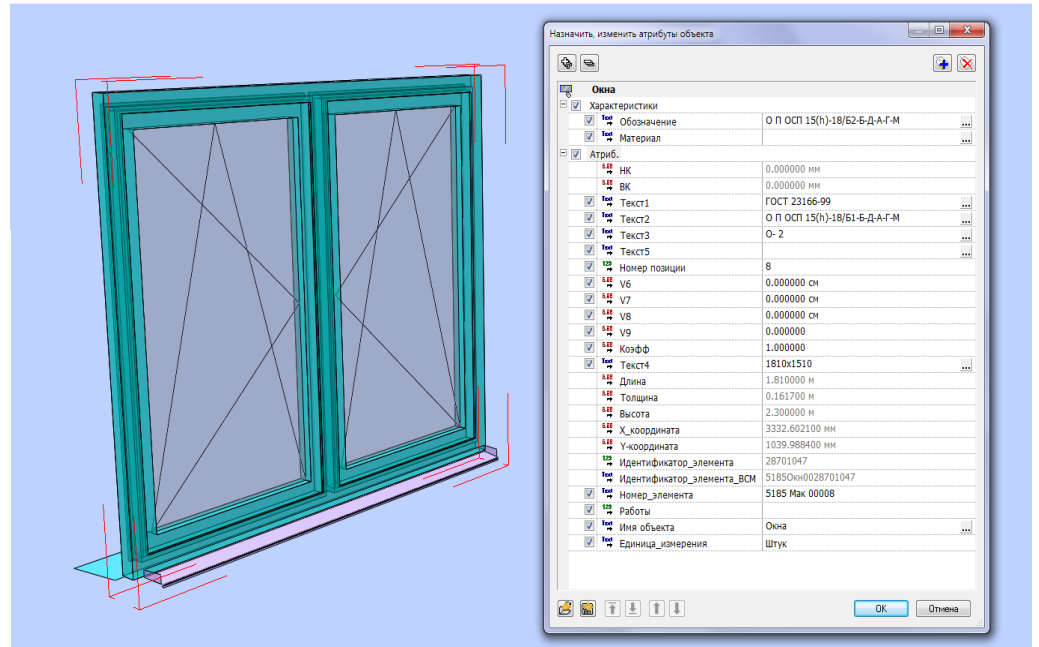 Назначить, изменить атрибуты объекта
Окна
Характеристики
Обозначение О П ОСП 15(h)-18/Б2-Б-Д-А-Г-М ...
Материал ...
Атриб.
НК 0.000000 мм
ВК 0.000000 мм
Текст1 ГОСТ 23166-99 ...
Текст2 О П ОСП 15(h)-18/Б1-Б-Д-А-Г-М ...
Текст3 О- 2 ...
Текст5 ...
Номер позиции 8
V6 0.000000 см
V7 0.000000 см
V8 0.000000 см
V9 0.000000
Коэфф 1.000000
Текст4 1810x1510 ...
Длина 1.810000 м
Толщина 0.161700 м
Высота 2.300000 м
X_координата 3332.602100 мм
Y-координата 1039.988400 мм
Идентификатор_элемента 28701047
Идентификатор_элемента_BCM 5185Окн0028701047
Номер_элемента 5185 Мак 00008
Работы
Имя объекта Окна ...
Единица_измерения Штук
OK Отмена